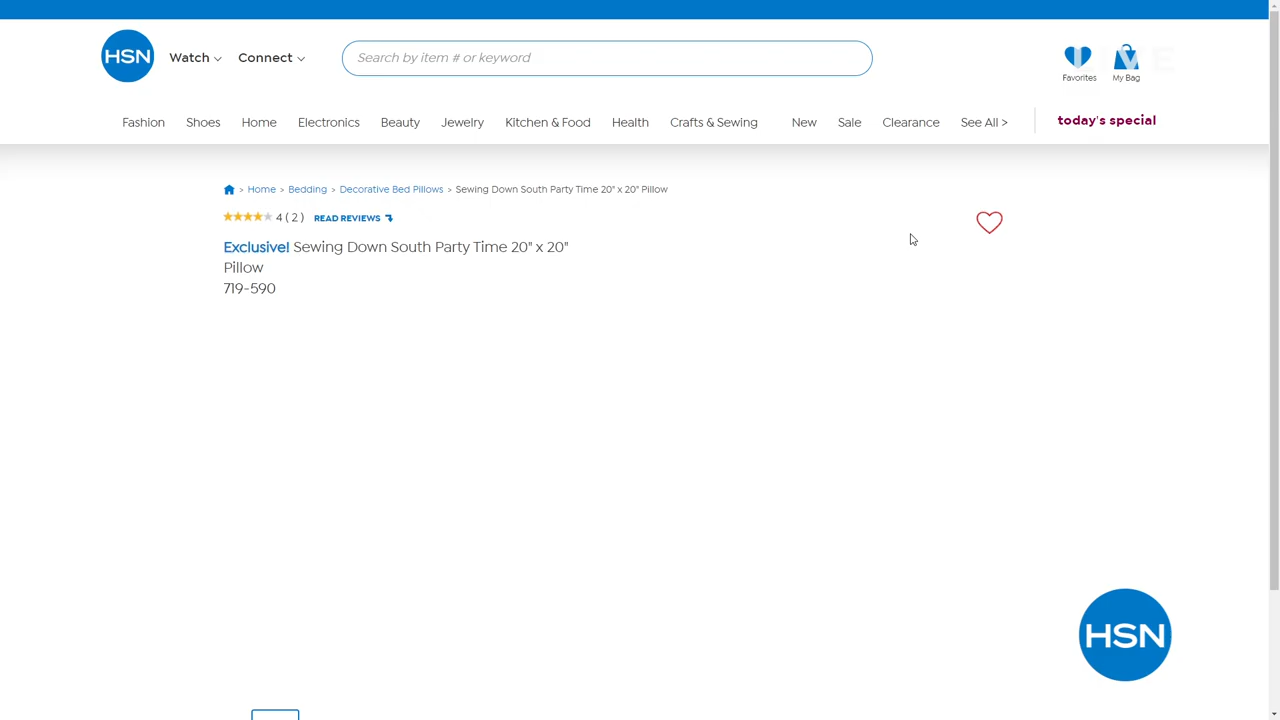 HSN
Watch
Connect
Search by item # or keyword
LIVE
Favorites
My Bag
Fashion
Shoes
Home
Electronics
Beauty
Jewelry
Kitchen & Food
Health
Crafts & Sewing
New
Sale
Clearance
See All >
today's special
> Home > Bedding > Decorative Bed Pillows > Sewing Down South Party Time 20" x 20" Pillow
4 ( 2 ) READ REVIEWS
Exclusive! Sewing Down South Party Time 20" x 20"
Pillow
719-590
HSN